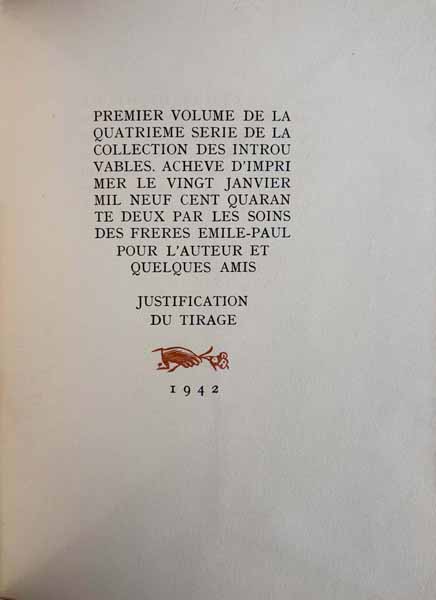 PREMIER VOLUME DE LA
QUATRIEME SERIE DE LA
COLLECTION DES INTROU
VABLES. ACHEVE D'IMPRI
MER LE VINGT JANVIER
MIL NEUF CENT QUARAN
TE DEUX PAR LES SOINS
DES FRERES EMILE-PAUL
POUR L'AUTEUR ET
QUELQUES AMIS
JUSTIFICATION
DU TIRAGE
1942